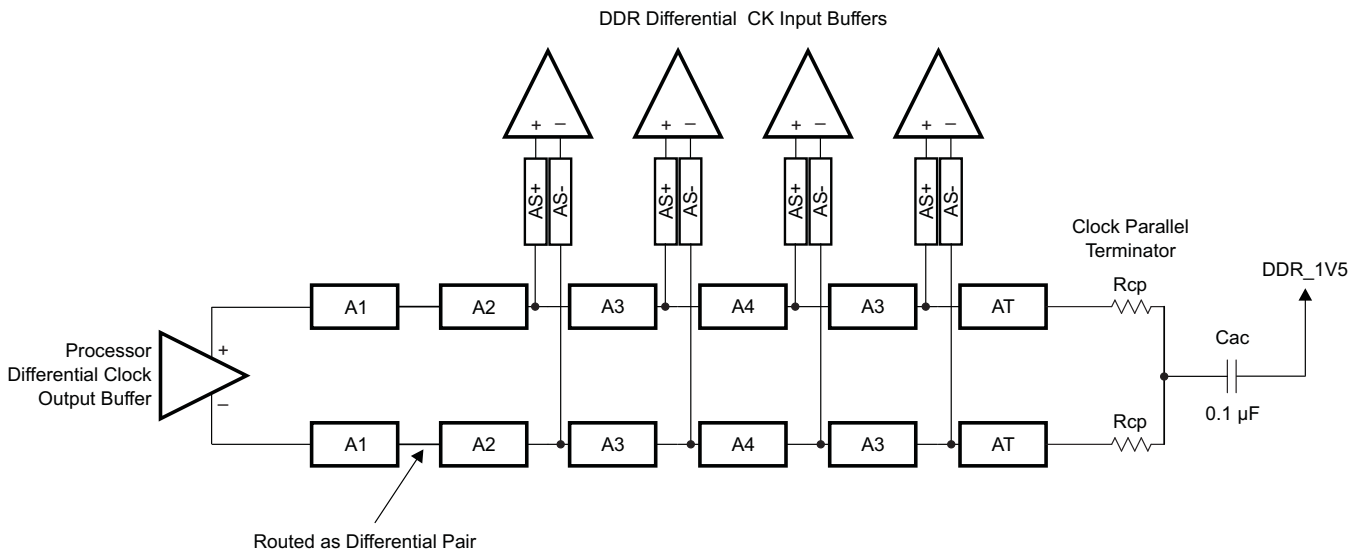 DDR Differential CK Input Buffers
+ − + − + − + −
AS+ AS- AS+ AS- AS+ AS- AS+ AS-
Clock Parallel
Terminator
DDR_1V5
A1 A2 A3 A4 A3 AT
Rcp
Processor
Differential Clock
Output Buffer
+
−
Cac
0.1 µF
A1 A2 A3 A4 A3 AT
Rcp
Routed as Differential Pair